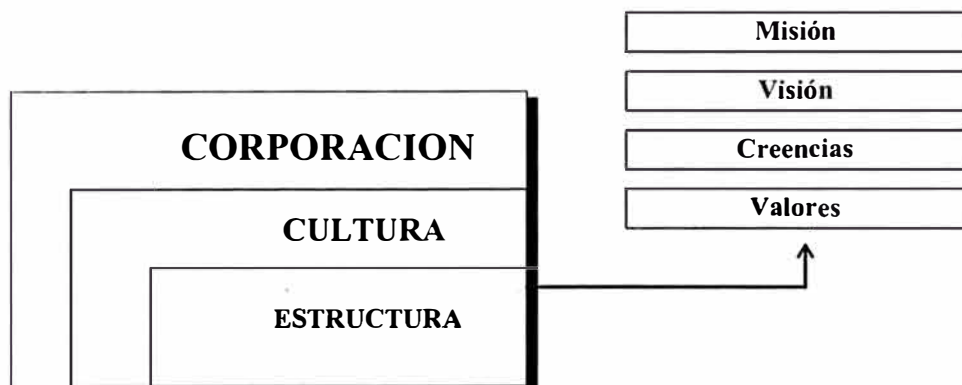 Misión
Visión
Creencias
Valores
CORPORACION
CULTURA
ESTRUCTURA